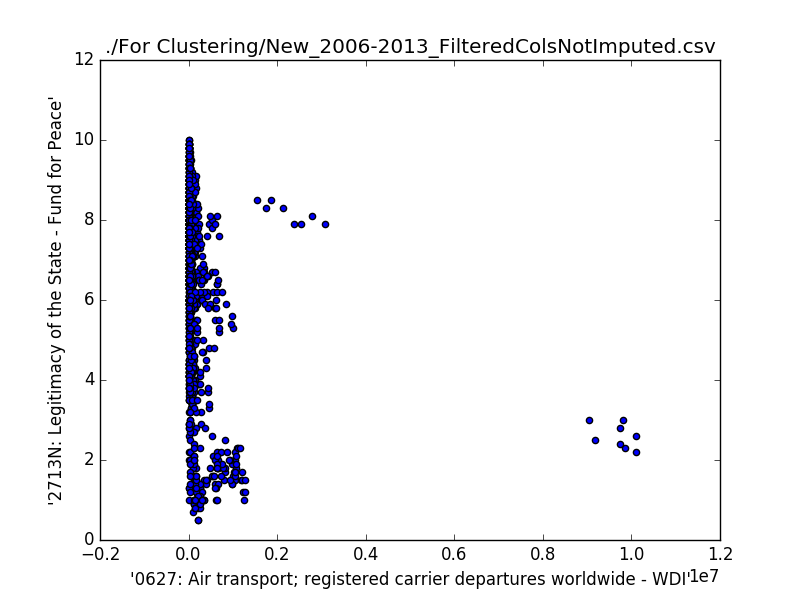 ./For Clustering/New_2006-2013_FilteredColsNotImputed.csv
'2713N: Legitimacy of the State - Fund for Peace'
12
10
8
6
4
2
0
−0.2 0.0 0.2 0.4 0.6 0.8 1.0 1.2
1e7
'0627: Air transport; registered carrier departures worldwide - WDI'